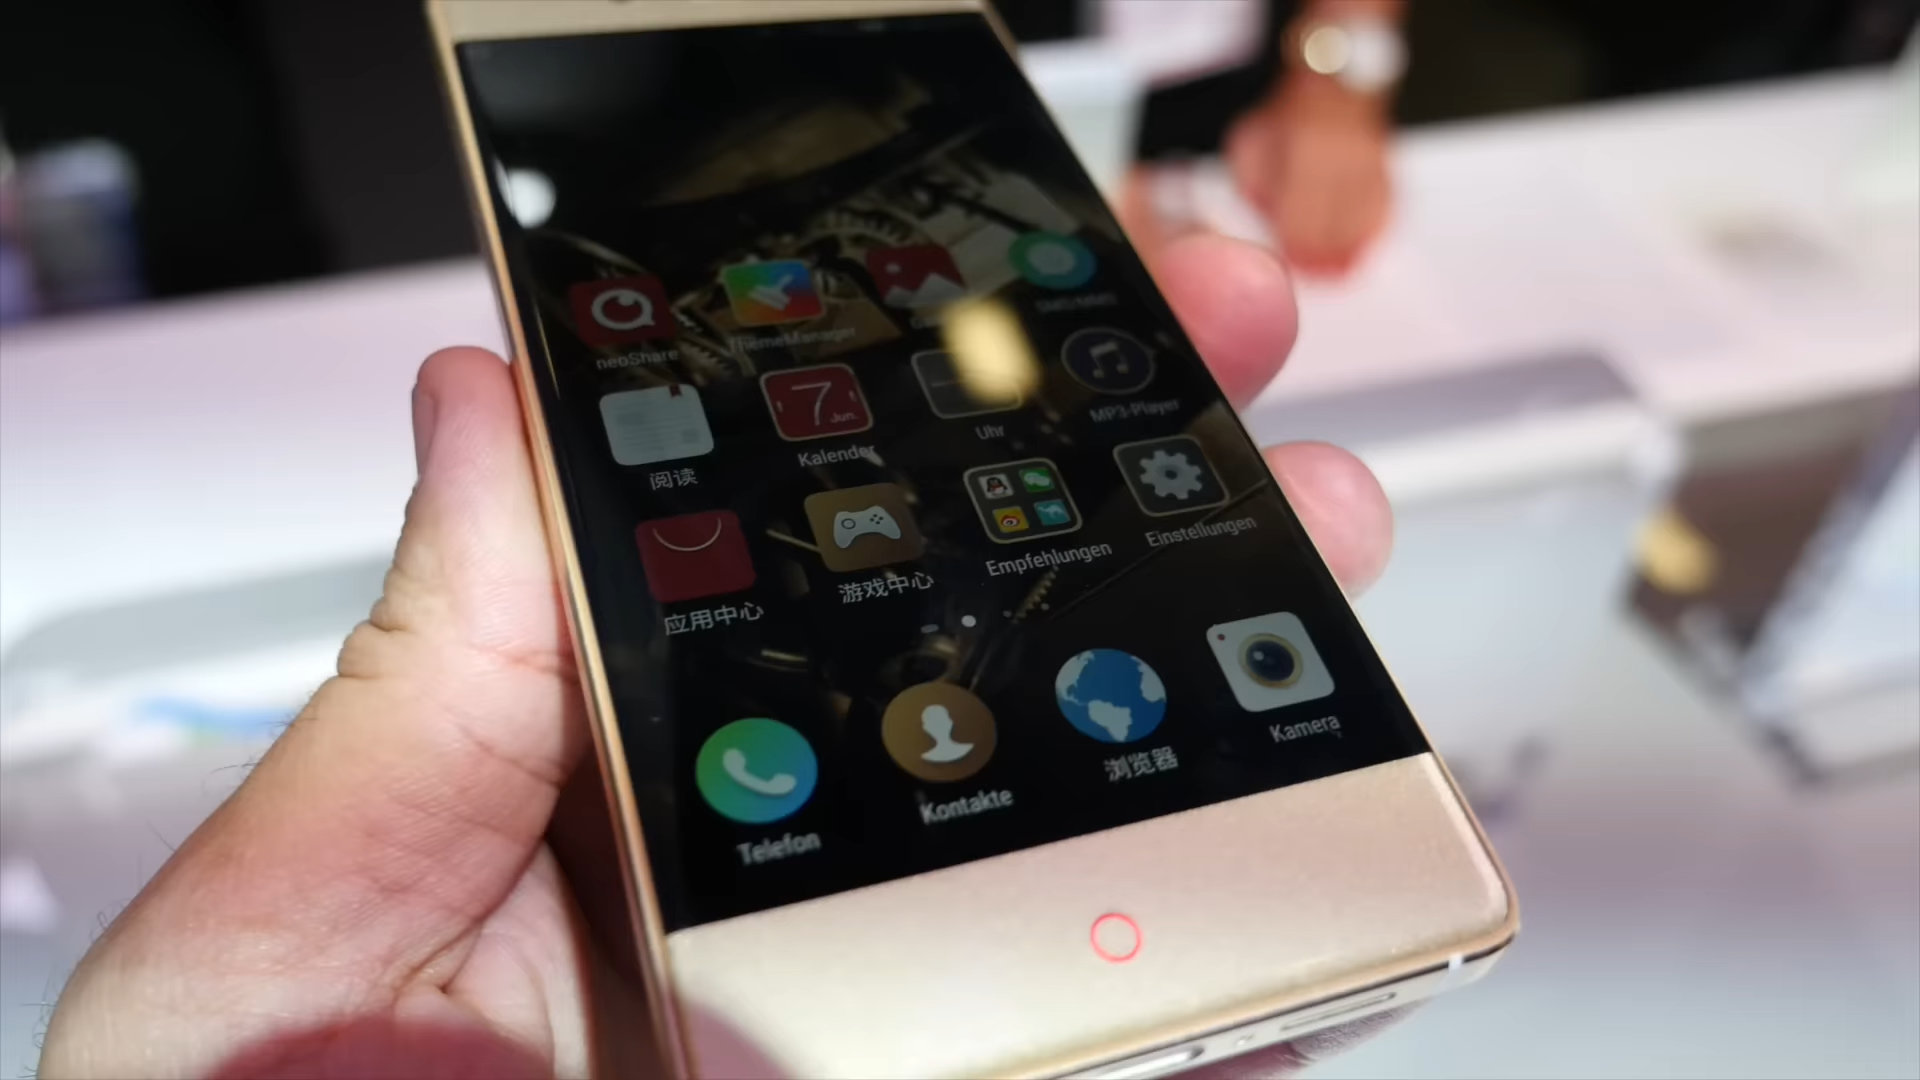 neoShare
ThemeManager
阅读
7
Jun.
Kalender
Uhr
MP3-Player
应用中心
游戏中心
Empfehlungen
Einstellungen
Telefon
Kontakte
浏览器
Kamera